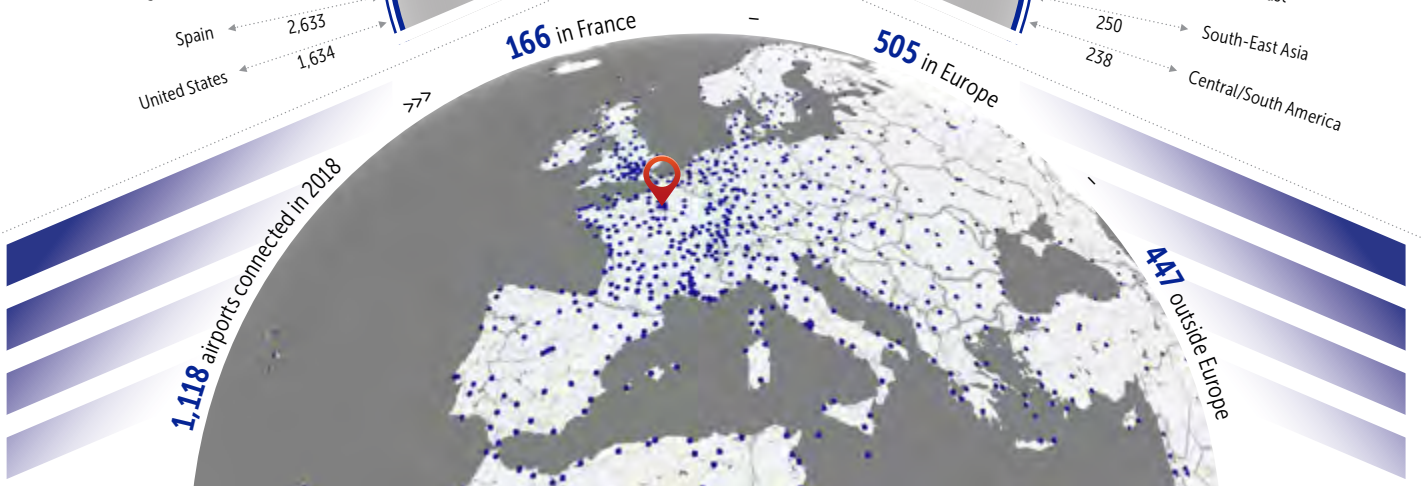 Spain
2,633
United States
1,634
>>>
1,118 airports connected in 2018
166 in France
–
505 in Europe
–
447 outside Europe
250
South-East Asia
238
Central/South America